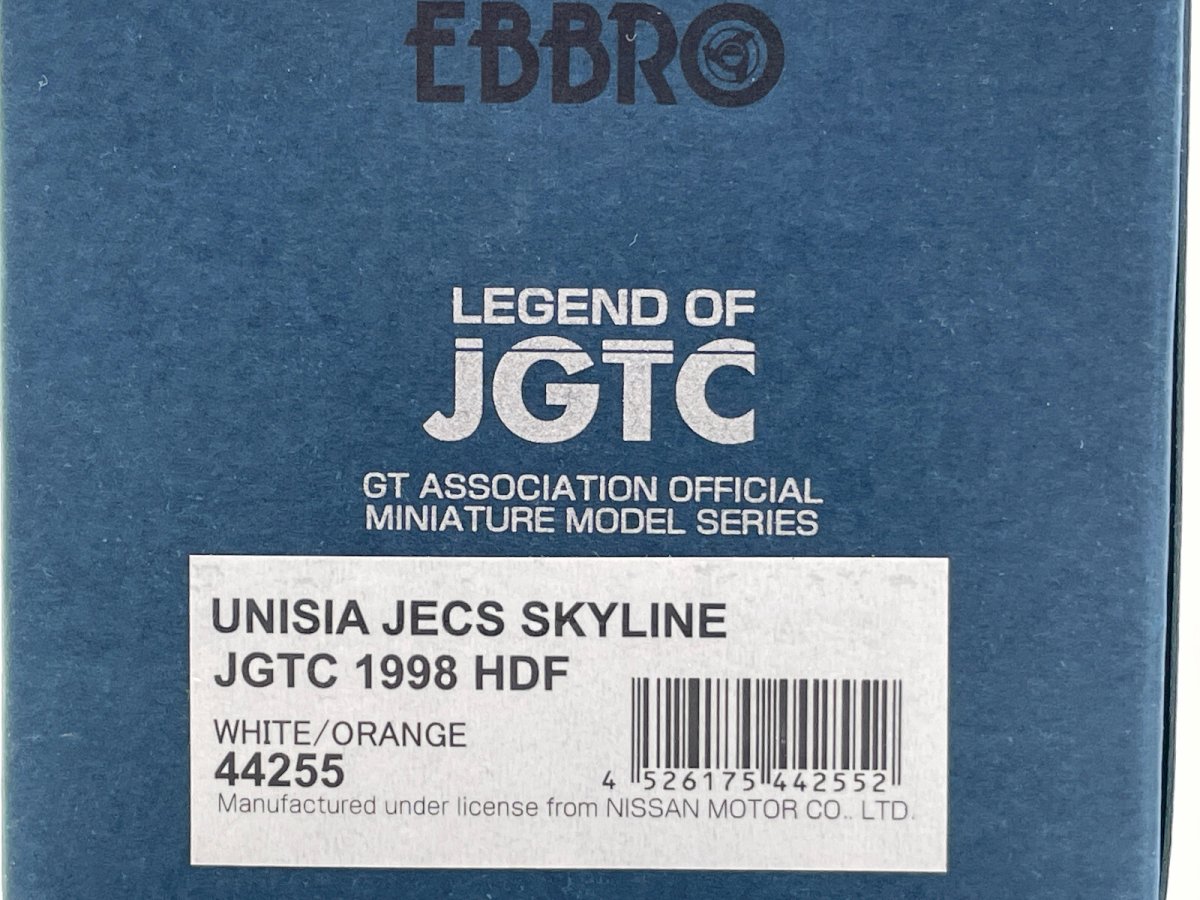 EBBRO
LEGEND OF
JGTC
GT ASSOCIATION OFFICIAL
MINIATURE MODEL SERIES
UNISIA JECS SKYLINE
JGTC 1998 HDF
WHITE/ORANGE
44255
4 526175 442552
Manufactured under license from NISSAN MOTOR CO.. LTD.